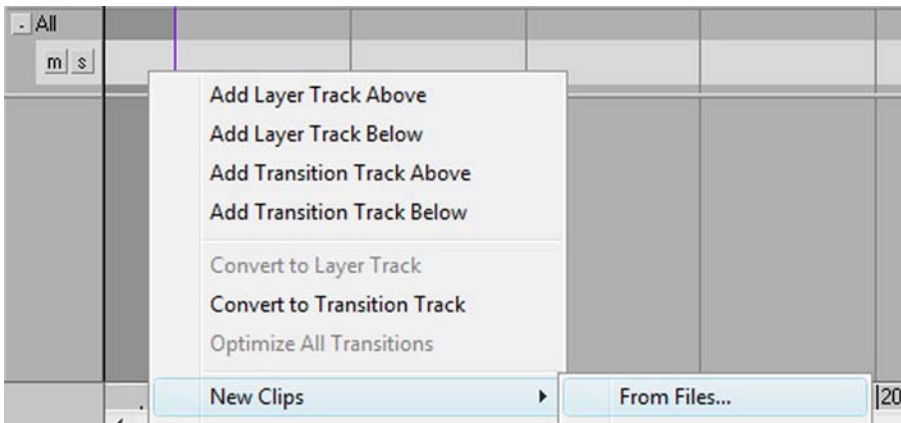 - All
m s
Add Layer Track Above
Add Layer Track Below
Add Transition Track Above
Add Transition Track Below
Convert to Layer Track
Convert to Transition Track
Optimize All Transitions
New Clips
From Files...
20